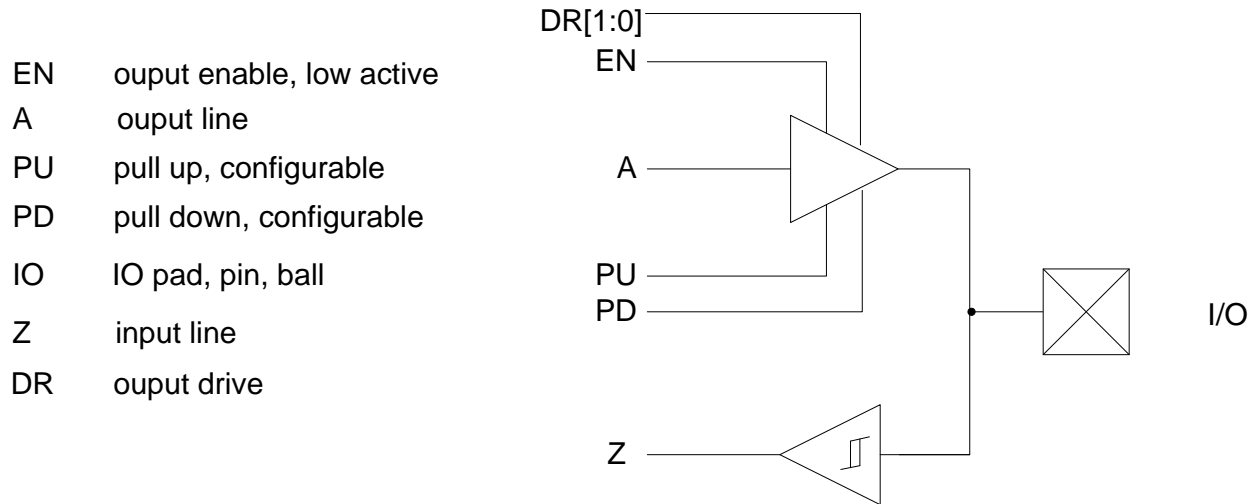 EN ouput enable, low active
A ouput line
PU pull up, configurable
PD pull down, configurable
IO IO pad, pin, ball
Z input line
DR ouput drive
DR[1:0]
EN
A
PU
PD
I/O
Z